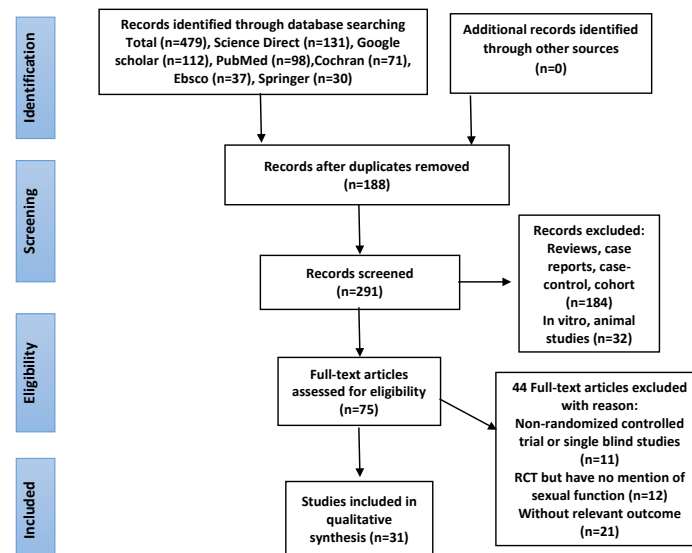 Identification
Records identified through database searching
Total (n=479), Science Direct (n=131), Google
scholar (n=112), PubMed (n=98),Cochran (n=71),
Ebsco (n=37), Springer (n=30)
Additional records identified
through other sources
(n=0)
Records after duplicates removed
(n=188)
Screening
Records screened
(n=291)
Records excluded:
Reviews, case
reports, case-
control, cohort
(n=184)
In vitro, animal
studies (n=32)
Eligibility
Full-text articles
assessed for eligibility
(n=75)
44 Full-text articles excluded
with reason:
Non-randomized controlled
trial or single blind studies
(n=11)
RCT but have no mention of
sexual function (n=12)
Without relevant outcome
(n=21)
Included
Studies included in
qualitative
synthesis (n=31)